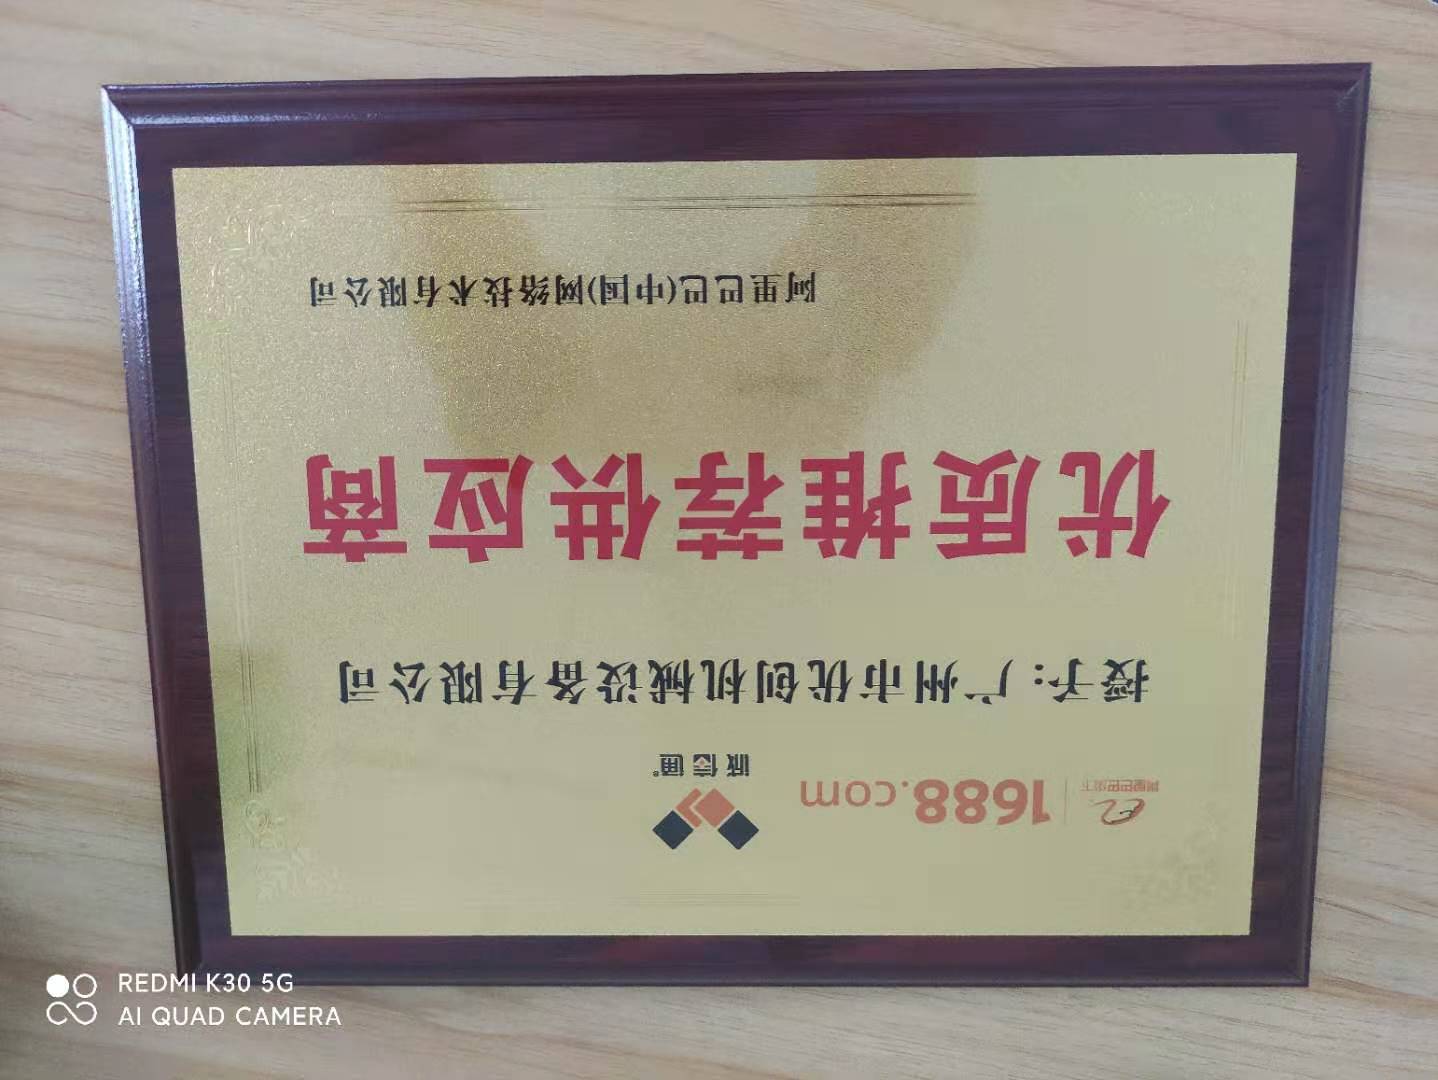 阿里巴巴旗下 1688.com 诚信通®
授予:广州市优创机械设备有限公司
优质推荐供应商
阿里巴巴(中国)网络技术有限公司
REDMI K30 5G
AI QUAD CAMERA